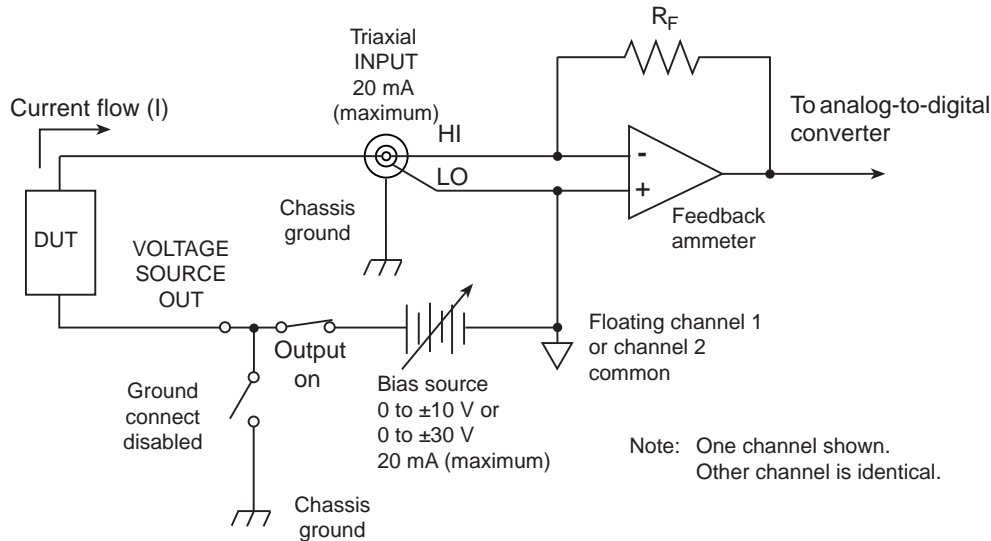 R_F
Triaxial
INPUT
20 mA
(maximum)
Current flow (I)
To analog-to-digital
converter
HI
-
LO
+
Chassis
ground
Feedback
ammeter
DUT
VOLTAGE
SOURCE
OUT
Output
on
Floating channel 1
or channel 2
common
Ground
connect
disabled
Bias source
0 to ±10 V or
0 to ±30 V
20 mA (maximum)
Note: One channel shown.
Other channel is identical.
Chassis
ground